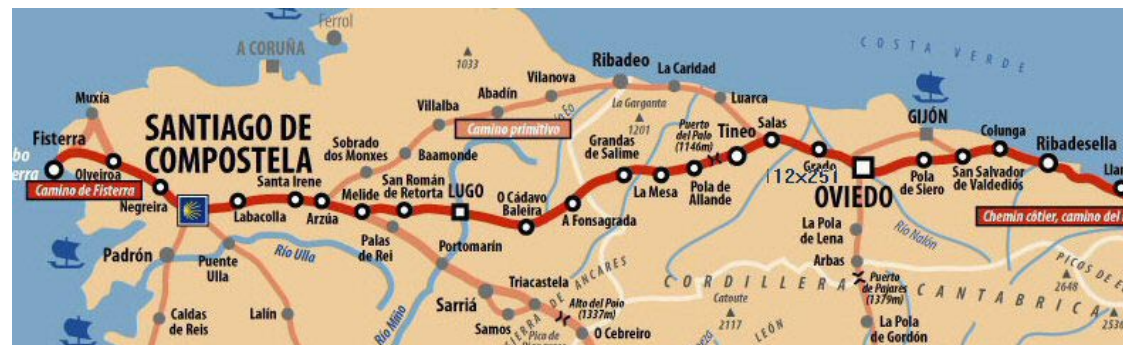 COSTA VERDE
Ferrol
A CORUÑA
1033
Ribadeo
La Caridad
Vilanova
Abadín
Villalba
La Garganta
1201
Luarca
GIJÓN
Muxía
Camino primitivo
Puerto
del Palo
(1146m)
Tineo
Salas
Colunga
Ribadesella
Fisterra
SANTIAGO DE
COMPOSTELA
Sobrado
dos Monxes
Baamonde
Grandas
de Salime
Grado
112×251
OVIEDO
Pola
de Siero
San Salvador
de Valdediós
Olveiroa
Camino de Fisterra
Negreira
Santa Irene
Labacolla
Arzúa
Melide
San Román
de Retorta
LUGO
O Cádavo
Baleira
A Fonsagrada
La Mesa
Pola de
Allande
Chemin côtier, camino del
Padrón
Puente
Ulla
Río Ulla
Palas
de Rei
Portomarín
La Pola
de Lena
Río Nalón
Arbas
Puerto
de Pajares
(1379m)
CORDILLERA CANTABRICA
PICOS DE
2648
2536
Triacastela
Sarriá
Samos
Alto del Poio
(1337m)
O Cebreiro
Río Miño
Caldas
de Reis
Lalín
DE ANCARES
Catoute
2117
LEÓN
La Pola
de Gordón